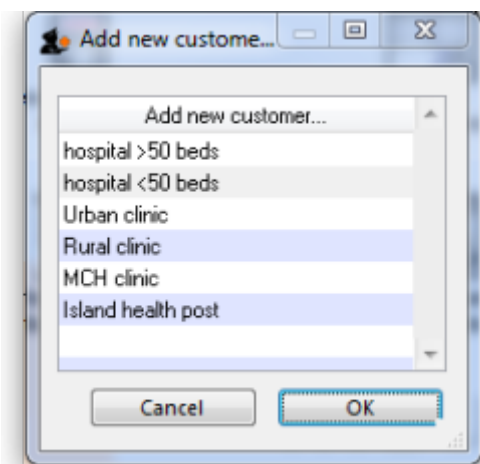 Add new custome...
Add new customer...
hospital >50 beds
hospital <50 beds
Urban clinic
Rural clinic
MCH clinic
Island health post
Cancel OK